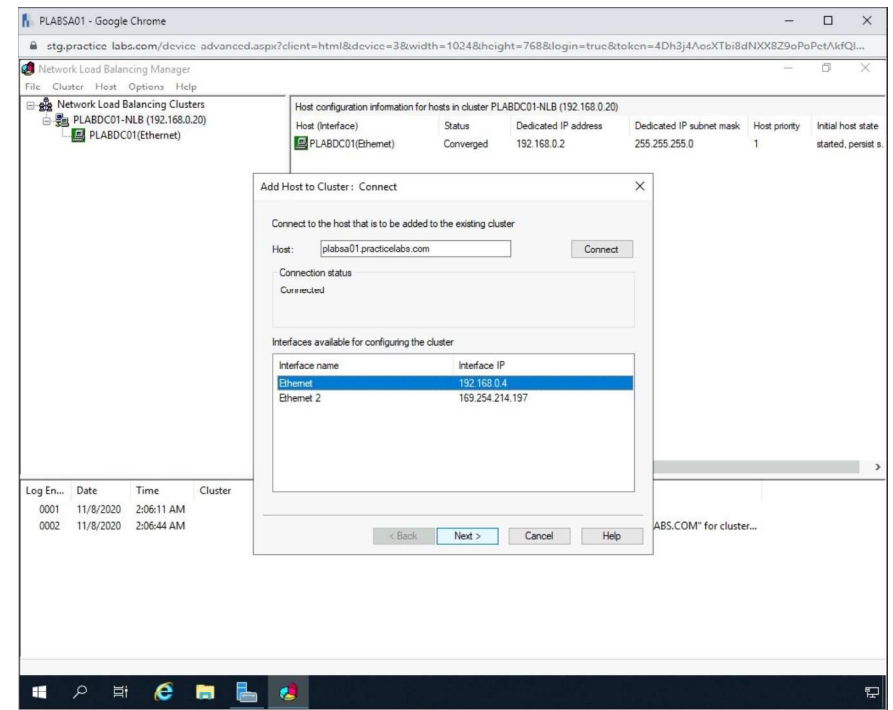 PLABSA01 - Google Chrome
stg.practice-labs.com/device-advanced.aspx?client=html&device=3&width=1024&height=768&login=true&token=4Dh3j4AosXTbi8dNXX8Z9oPoPetAkfQI...
Network Load Balancing Manager
File Cluster Host Options Help
Network Load Balancing Clusters
PLABDC01-NLB (192.168.0.20)
PLABDC01(Ethernet)
Host configuration information for hosts in cluster PLABDC01-NLB (192.168.0.20)
Host (Interface) Status Dedicated IP address Dedicated IP subnet mask Host priority Initial host state
PLABDC01(Ethernet) Converged 192.168.0.2 255.255.255.0 1 started, persist s.
Add Host to Cluster : Connect
Connect to the host that is to be added to the existing cluster
Host: plabsa01.practicelabs.com Connect
Connection status
Connected
Interfaces available for configuring the cluster
Interface name Interface IP
Ethernet 192.168.0.4
Ethernet 2 169.254.214.197
< Back Next > Cancel Help
Log En... Date Time Cluster
0001 11/8/2020 2:06:11 AM
0002 11/8/2020 2:06:44 AM ABS.COM" for cluster...